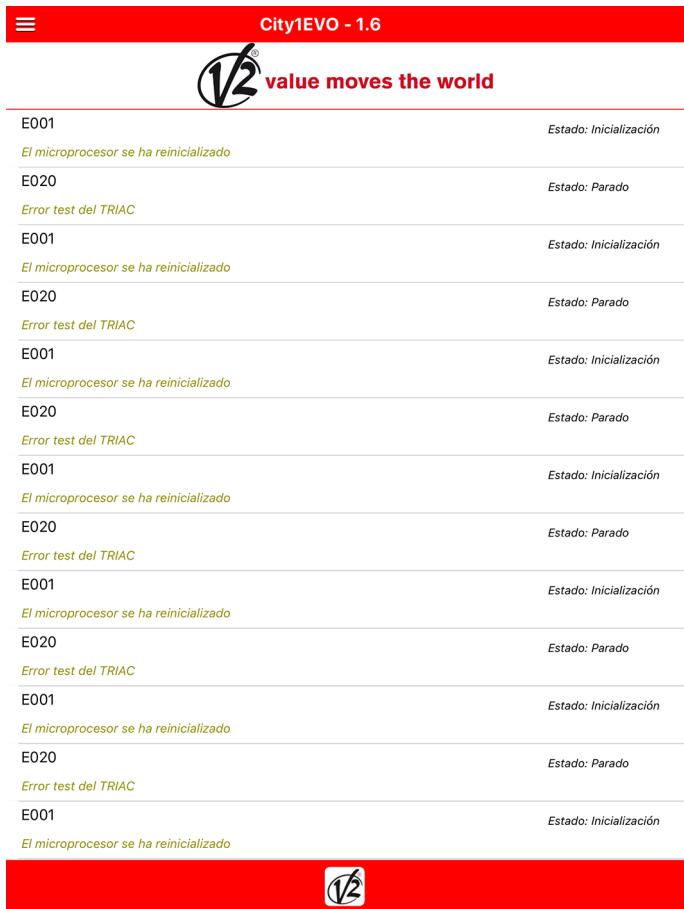 City1EVO - 1.6
V2® value moves the world
E001
Estado: Inicialización
El microprocesor se ha reinicializado
E020
Estado: Parado
Error test del TRIAC
E001
Estado: Inicialización
El microprocesor se ha reinicializado
E020
Estado: Parado
Error test del TRIAC
E001
Estado: Inicialización
El microprocesor se ha reinicializado
E020
Estado: Parado
Error test del TRIAC
E001
Estado: Inicialización
El microprocesor se ha reinicializado
E020
Estado: Parado
Error test del TRIAC
E001
Estado: Inicialización
El microprocesor se ha reinicializado
E020
Estado: Parado
Error test del TRIAC
E001
Estado: Inicialización
El microprocesor se ha reinicializado
E020
Estado: Parado
Error test del TRIAC
E001
Estado: Inicialización
El microprocesor se ha reinicializado
V2